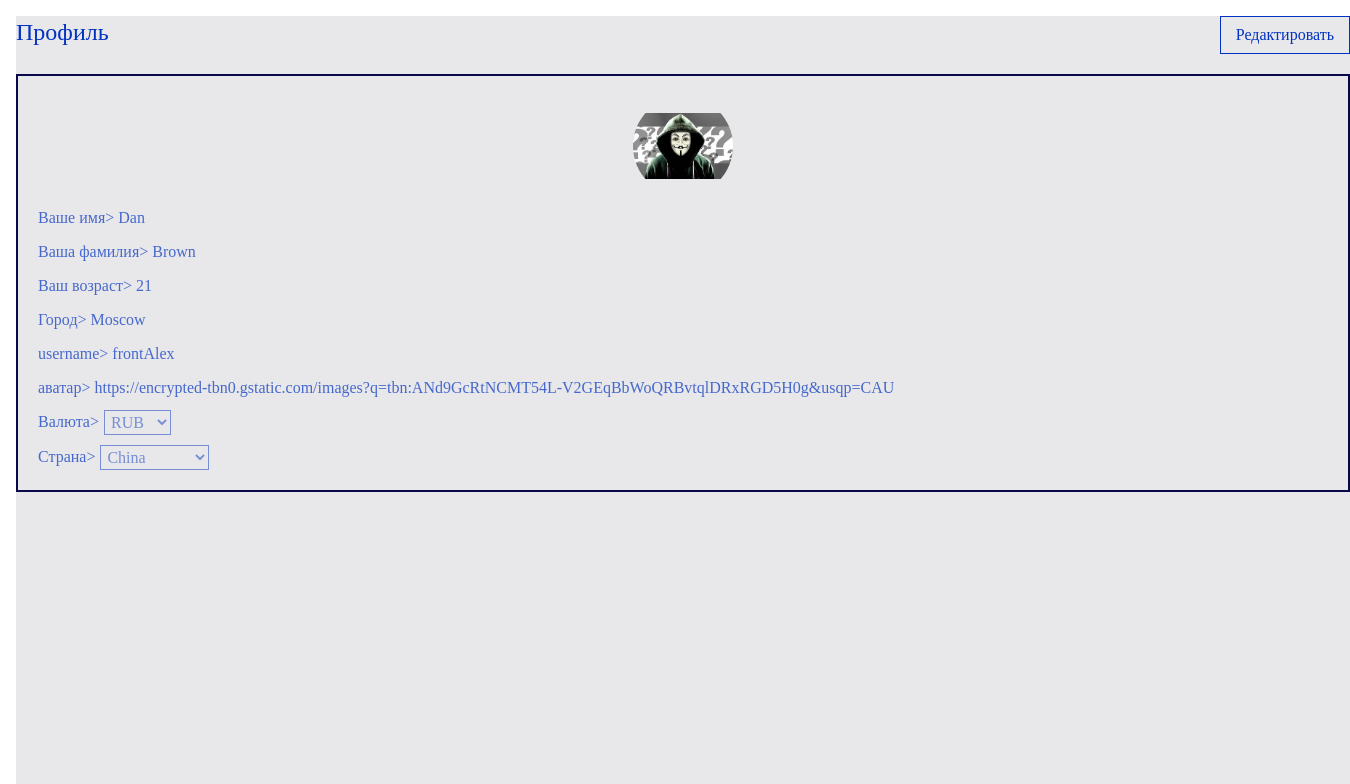 Профиль
Редактировать
Ваше имя> Dan
Ваша фамилия> Brown
Ваш возраст> 21
Город> Moscow
username> frontAlex
аватар> https://encrypted-tbn0.gstatic.com/images?q=tbn:ANd9GcRtNCMT54L-V2GEqBbWoQRBvtqlDRxRGD5H0g&usqp=CAU
Валюта> RUB
Страна> China